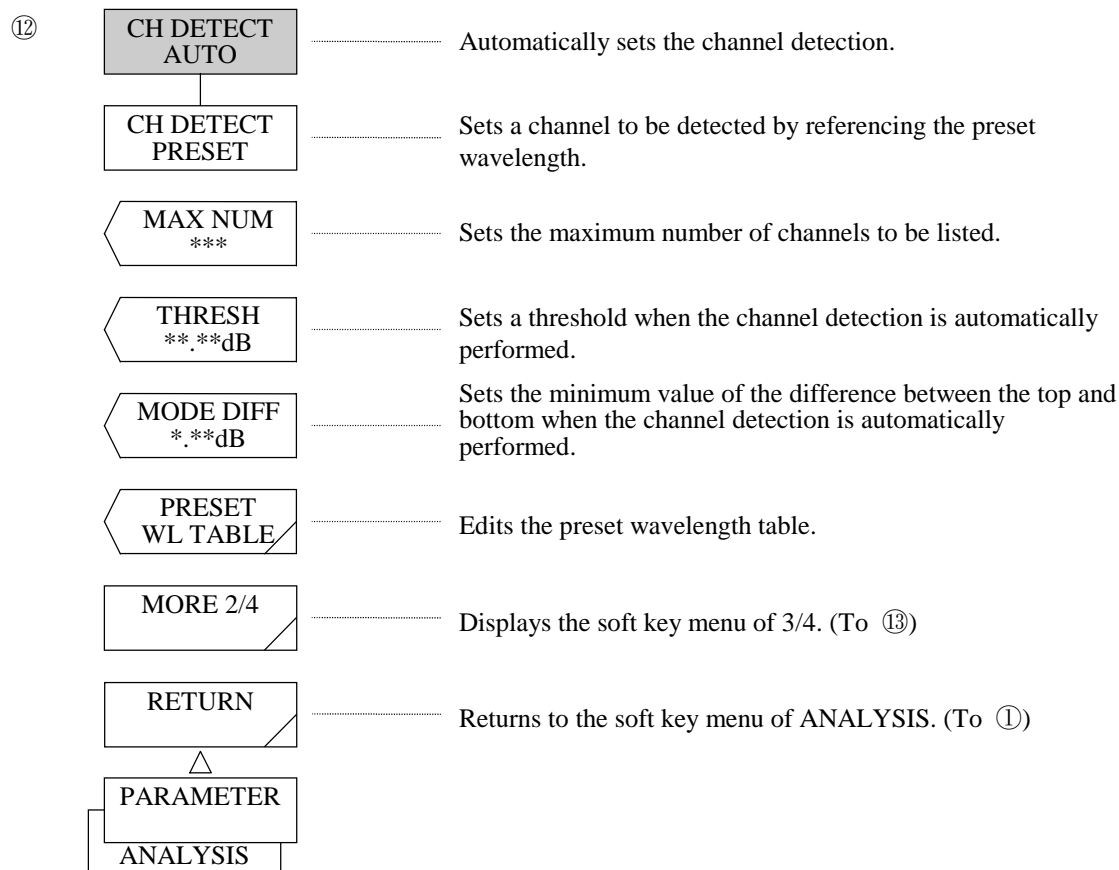 ⑫
CH DETECT
AUTO
Automatically sets the channel detection.
CH DETECT
PRESET
Sets a channel to be detected by referencing the preset
wavelength.
MAX NUM
***
Sets the maximum number of channels to be listed.
THRESH
**.**dB
Sets a threshold when the channel detection is automatically
performed.
MODE DIFF
*.**dB
Sets the minimum value of the difference between the top and
bottom when the channel detection is automatically
performed.
PRESET
WL TABLE
Edits the preset wavelength table.
MORE 2/4
Displays the soft key menu of 3/4. (To ⑬)
RETURN
Returns to the soft key menu of ANALYSIS. (To ①)
PARAMETER
ANALYSIS